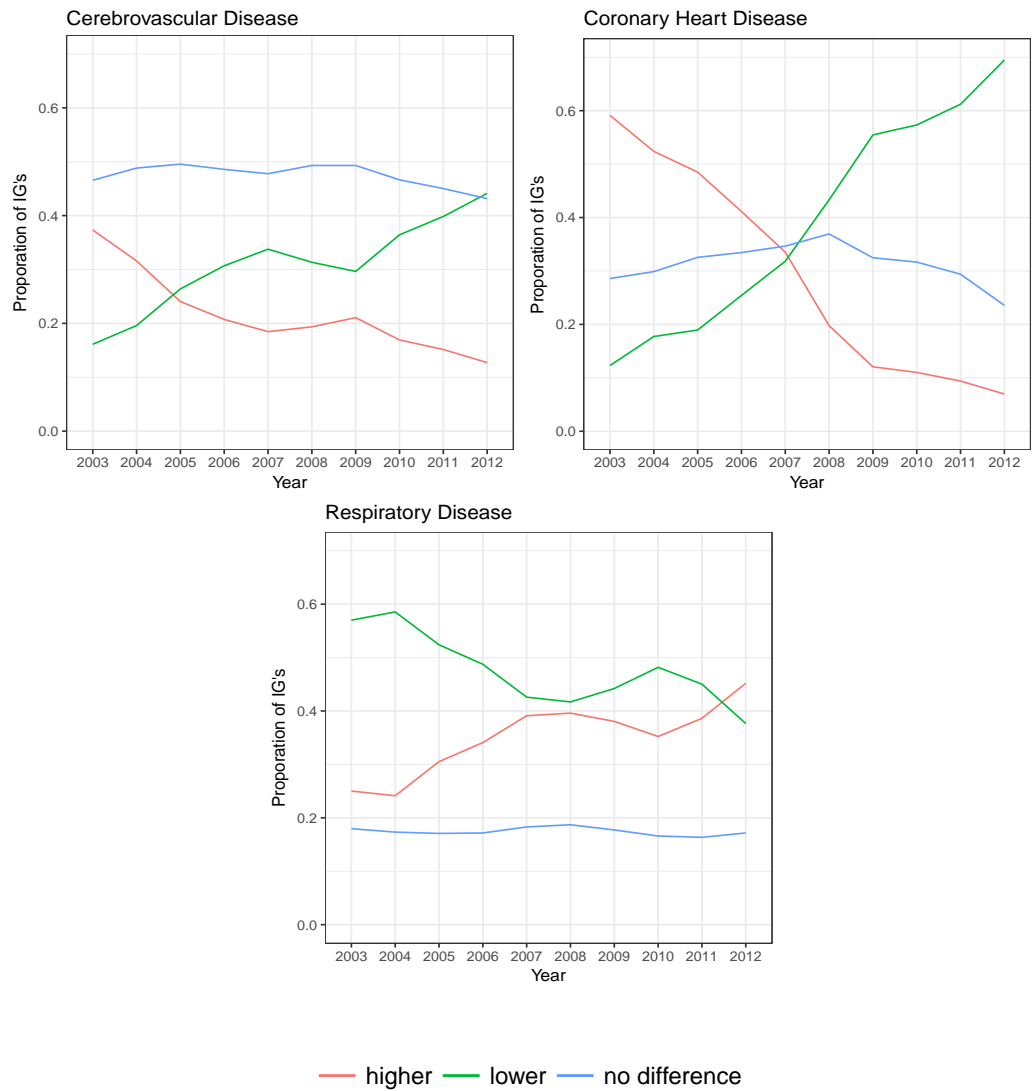 Cerebrovascular Disease
Proporation of IG's
0.6
0.4
0.2
0.0
2003 2004 2005 2006 2007 2008 2009 2010 2011 2012
Year
Coronary Heart Disease
Proporation of IG's
0.6
0.4
0.2
0.0
2003 2004 2005 2006 2007 2008 2009 2010 2011 2012
Year
Respiratory Disease
Proporation of IG's
0.6
0.4
0.2
0.0
2003 2004 2005 2006 2007 2008 2009 2010 2011 2012
Year
higher lower no difference